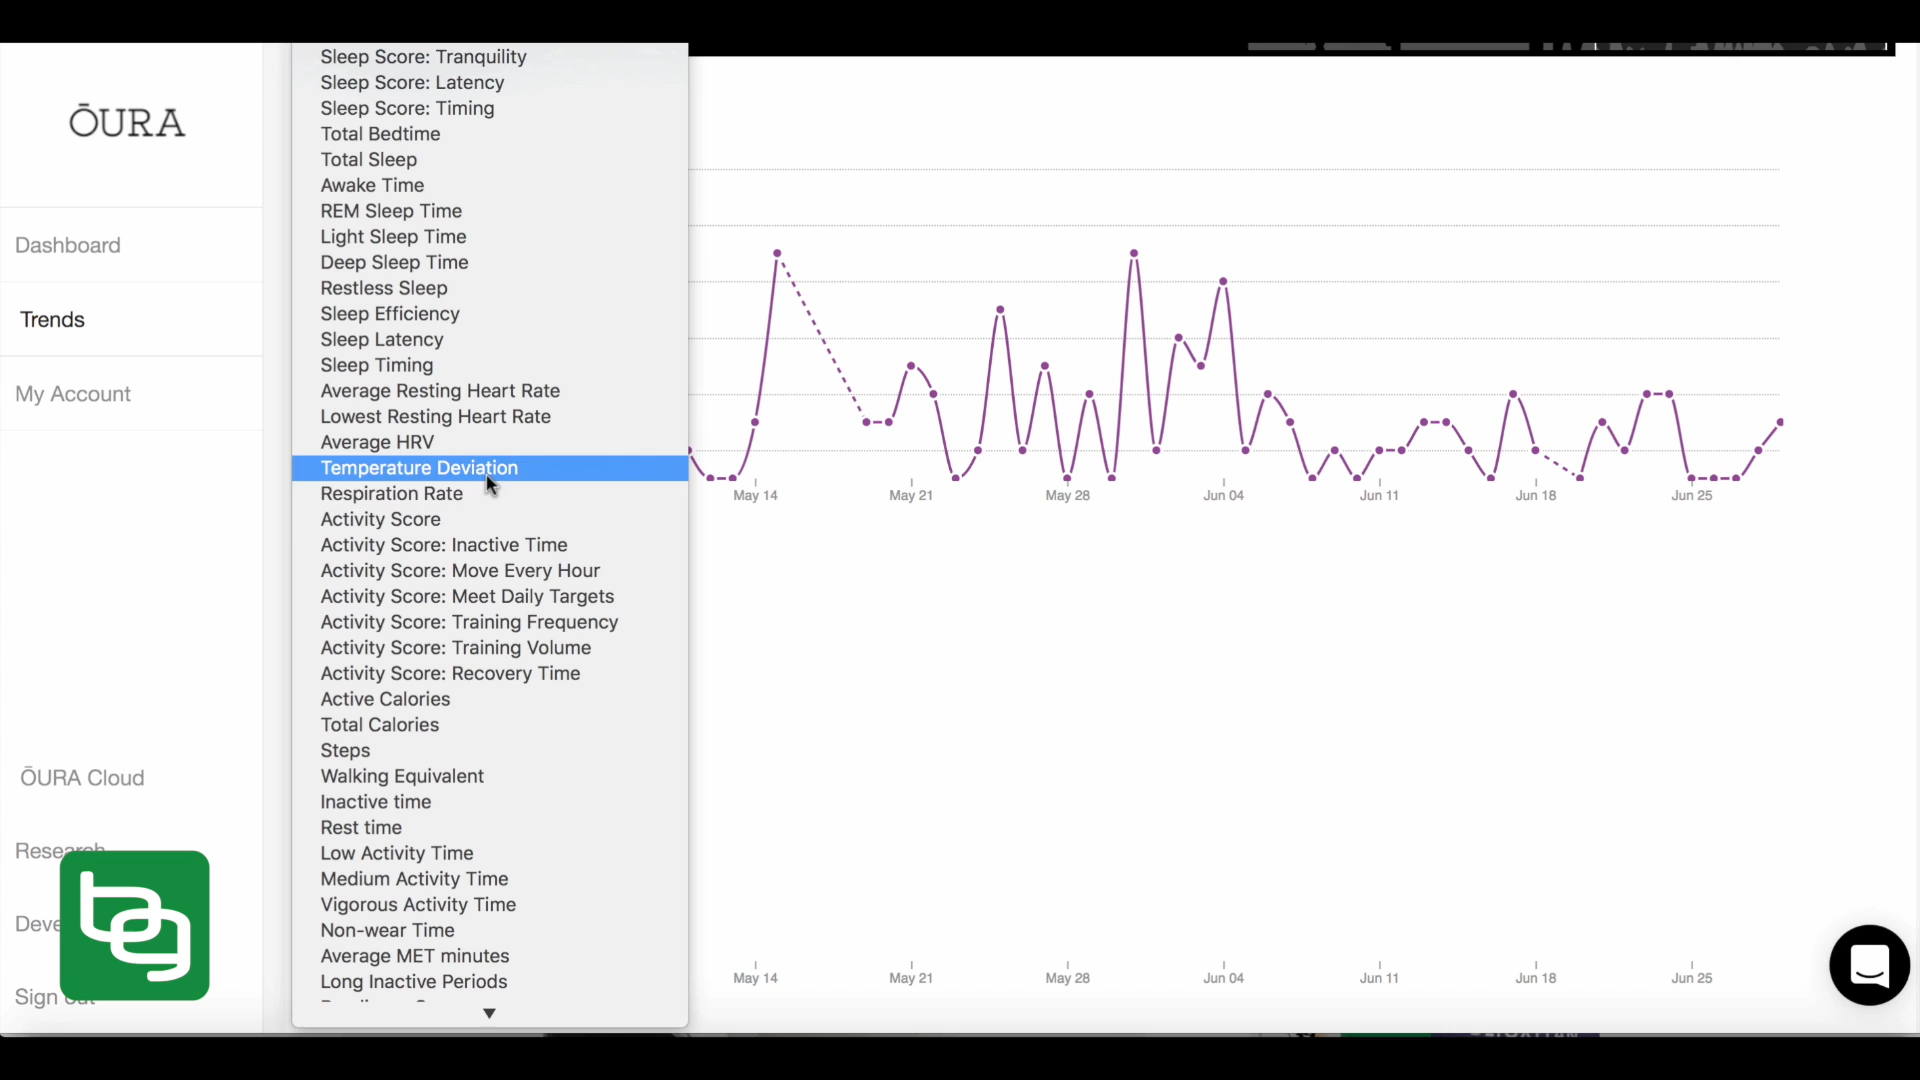 ŌURA
Dashboard
Trends
My Account
ŌURA Cloud
Sleep Score: Tranquility
Sleep Score: Latency
Sleep Score: Timing
Total Bedtime
Total Sleep
Awake Time
REM Sleep Time
Light Sleep Time
Deep Sleep Time
Restless Sleep
Sleep Efficiency
Sleep Latency
Sleep Timing
Average Resting Heart Rate
Lowest Resting Heart Rate
Average HRV
Temperature Deviation
Respiration Rate
Activity Score
Activity Score: Inactive Time
Activity Score: Move Every Hour
Activity Score: Meet Daily Targets
Activity Score: Training Frequency
Activity Score: Training Volume
Activity Score: Recovery Time
Active Calories
Total Calories
Steps
Walking Equivalent
Inactive time
Rest time
Low Activity Time
Medium Activity Time
Vigorous Activity Time
Non-wear Time
Average MET minutes
Long Inactive Periods
May 14 May 21 May 28 Jun 04 Jun 11 Jun 18 Jun 25
May 14 May 21 May 28 Jun 04 Jun 11 Jun 18 Jun 25
Research
Deve
Sign out
bg